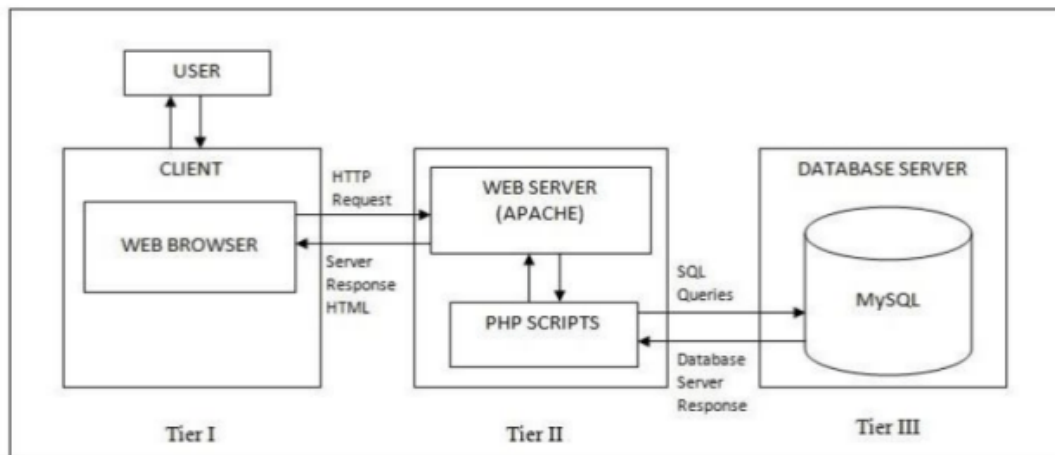 USER
CLIENT
WEB BROWSER
HTTP
Request
Server
Response
HTML
WEB SERVER
(APACHE)
PHP SCRIPTS
SQL
Queries
Database
Server
Response
DATABASE SERVER
MySQL
Tier I
Tier II
Tier III